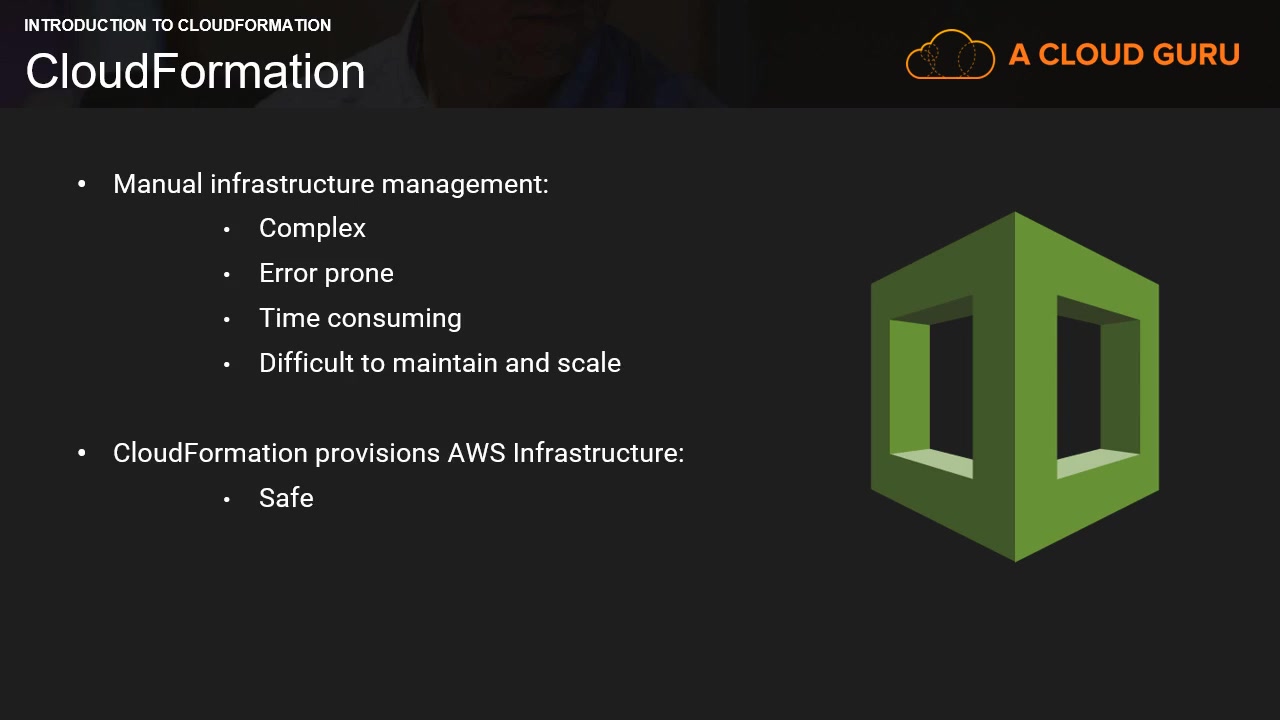 INTRODUCTION TO CLOUDFORMATION
CloudFormation
A CLOUD GURU
• Manual infrastructure management:
• Complex
• Error prone
• Time consuming
• Difficult to maintain and scale
• CloudFormation provisions AWS Infrastructure:
• Safe